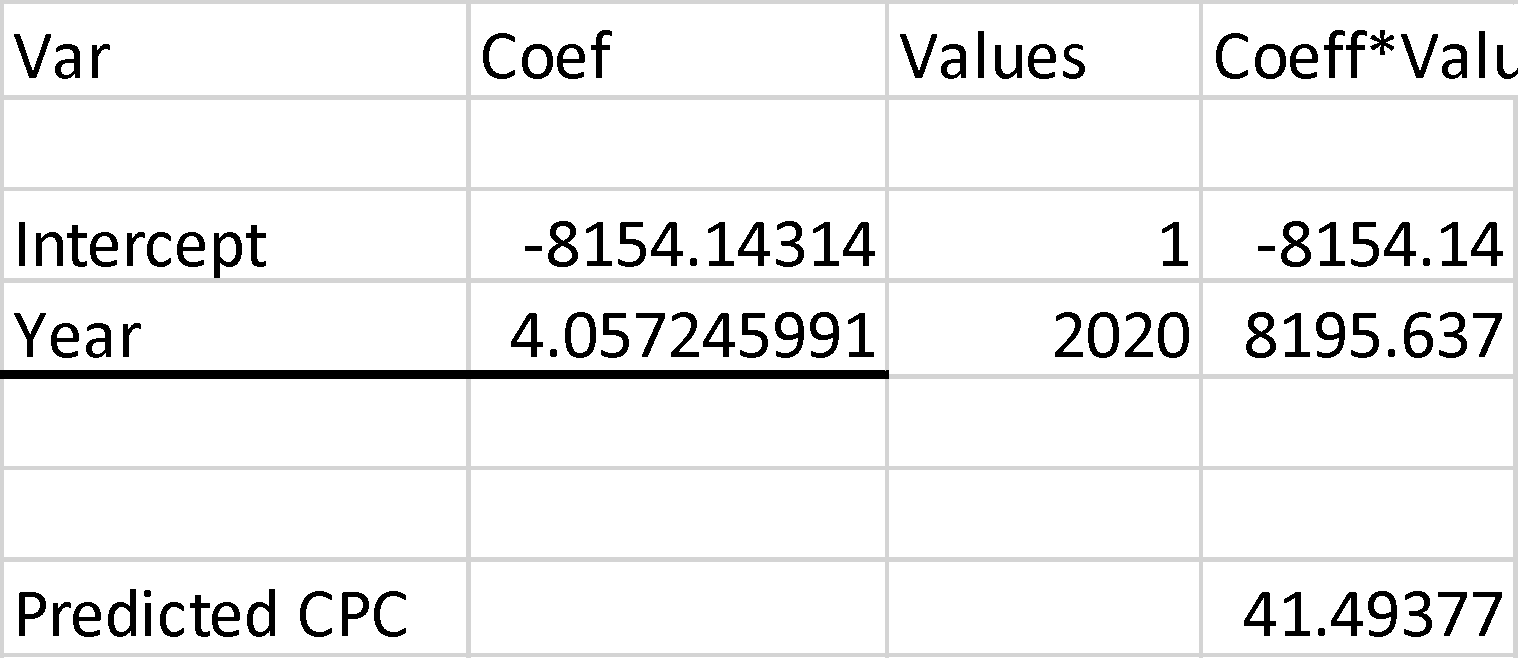 Var Coef Values Coeff*Valu
Intercept -8154.14314 1 -8154.14
Year 4.057245991 2020 8195.637
Predicted CPC 41.49377